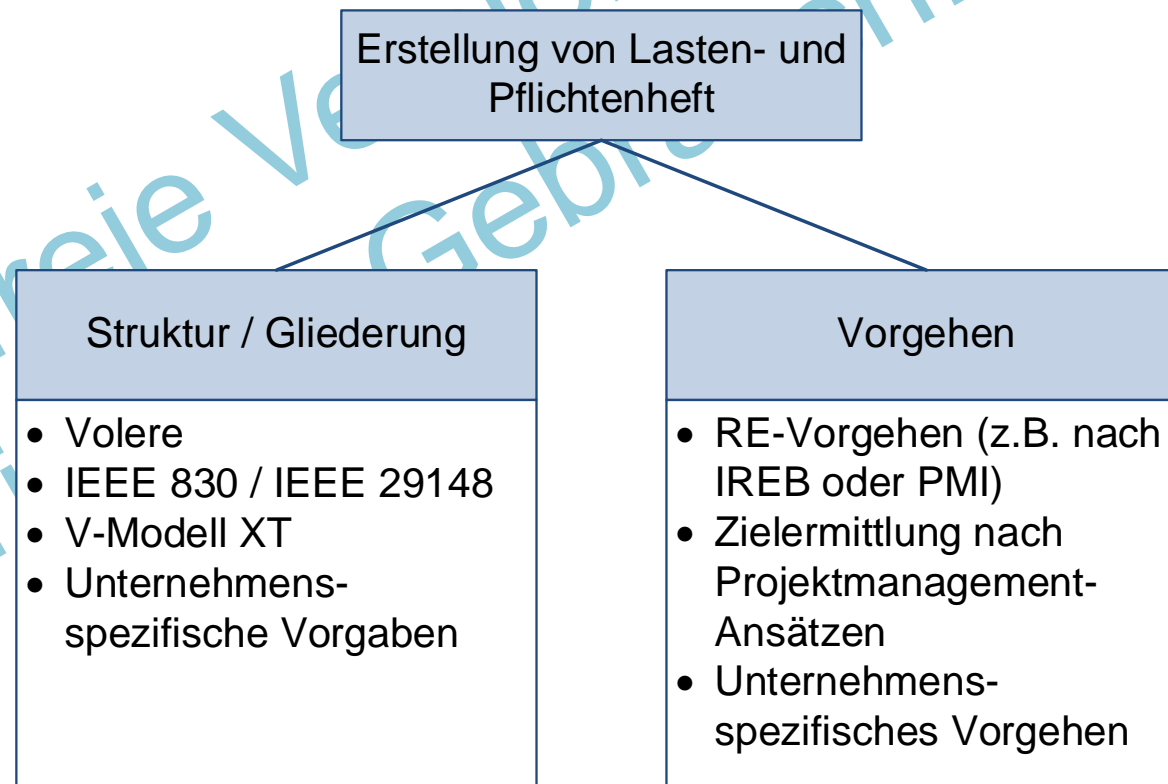 Erstellung von Lasten- und
Pflichtenheft
Struktur / Gliederung
• Volere
• IEEE 830 / IEEE 29148
• V-Modell XT
• Unternehmens-
spezifische Vorgaben
Vorgehen
• RE-Vorgehen (z.B. nach
IREB oder PMI)
• Zielermittlung nach
Projektmanagement-
Ansätzen
• Unternehmens-
spezifisches Vorgehen